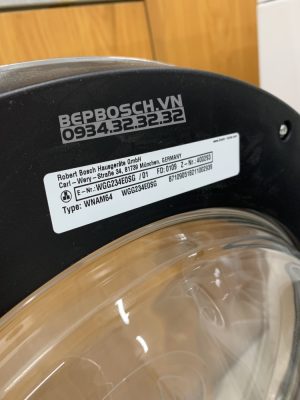 BEPBOSCH.VN
0934.32.32.32
Robert Bosch Hausgeräte GmbH
Carl-Wery-Straße 34, 81739 München, GERMANY
E-Nr.: WGG234E0SG /01 FD: 0109 Z-Nr.: 400293
Type: WNAM64 WGG234E0SG